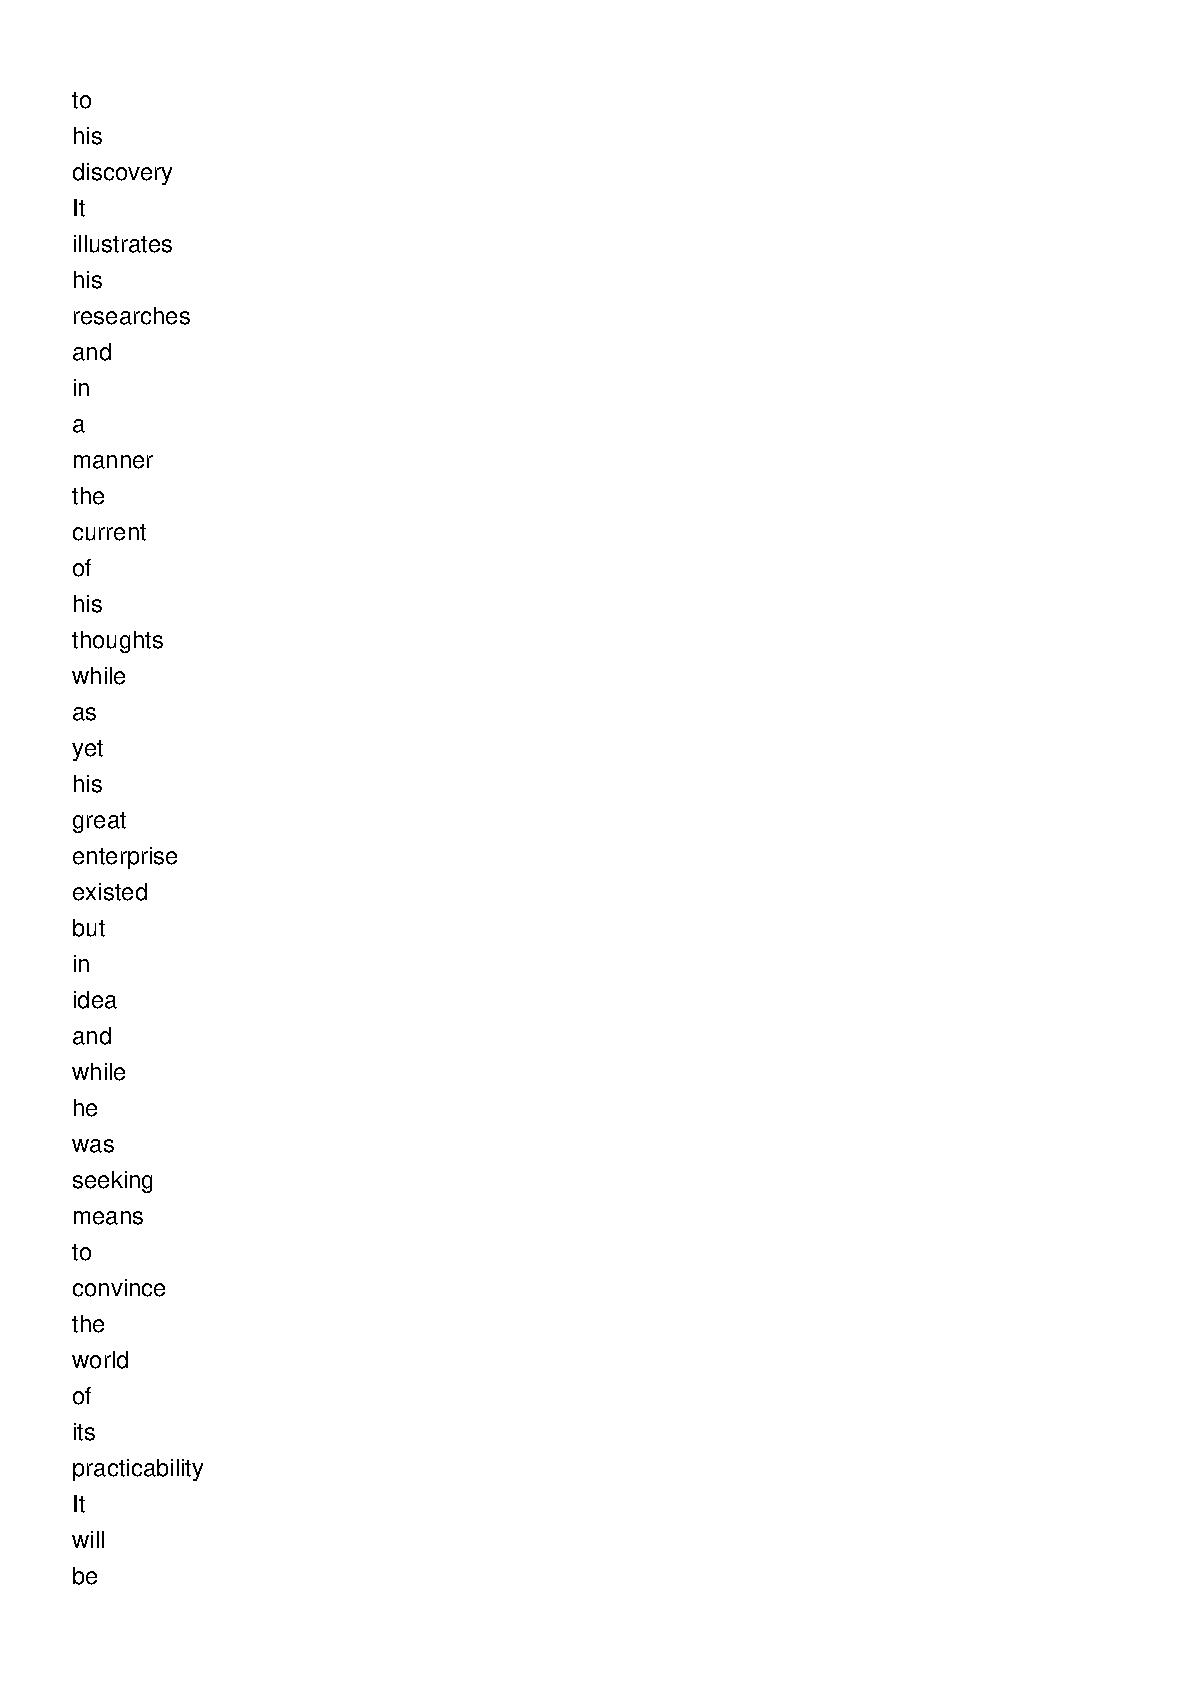 to
his
discovery
It
illustrates
his
researches
and
in
a
manner
the
current
of
his
thoughts
while
as
yet
his
great
enterprise
existed
but
in
idea
and
while
he
was
seeking
means
to
convince
the
world
of
its
practicability
It
will
be